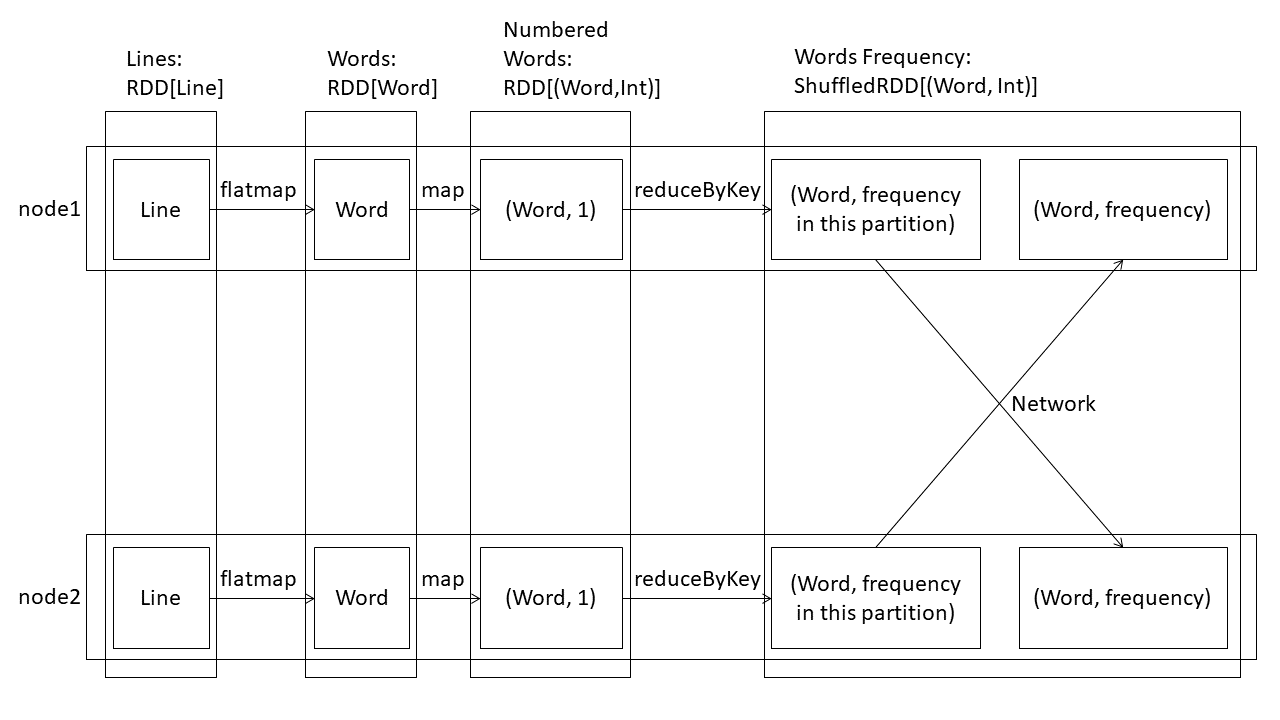 Lines:
RDD[Line]
Words:
RDD[Word]
Numbered
Words:
RDD[(Word,Int)]
Words Frequency:
ShuffledRDD[(Word, Int)]
node1
Line
flatmap
Word
map
(Word, 1)
reduceByKey
(Word, frequency
in this partition)
(Word, frequency)
Network
node2
Line
flatmap
Word
map
(Word, 1)
reduceByKey
(Word, frequency
in this partition)
(Word, frequency)